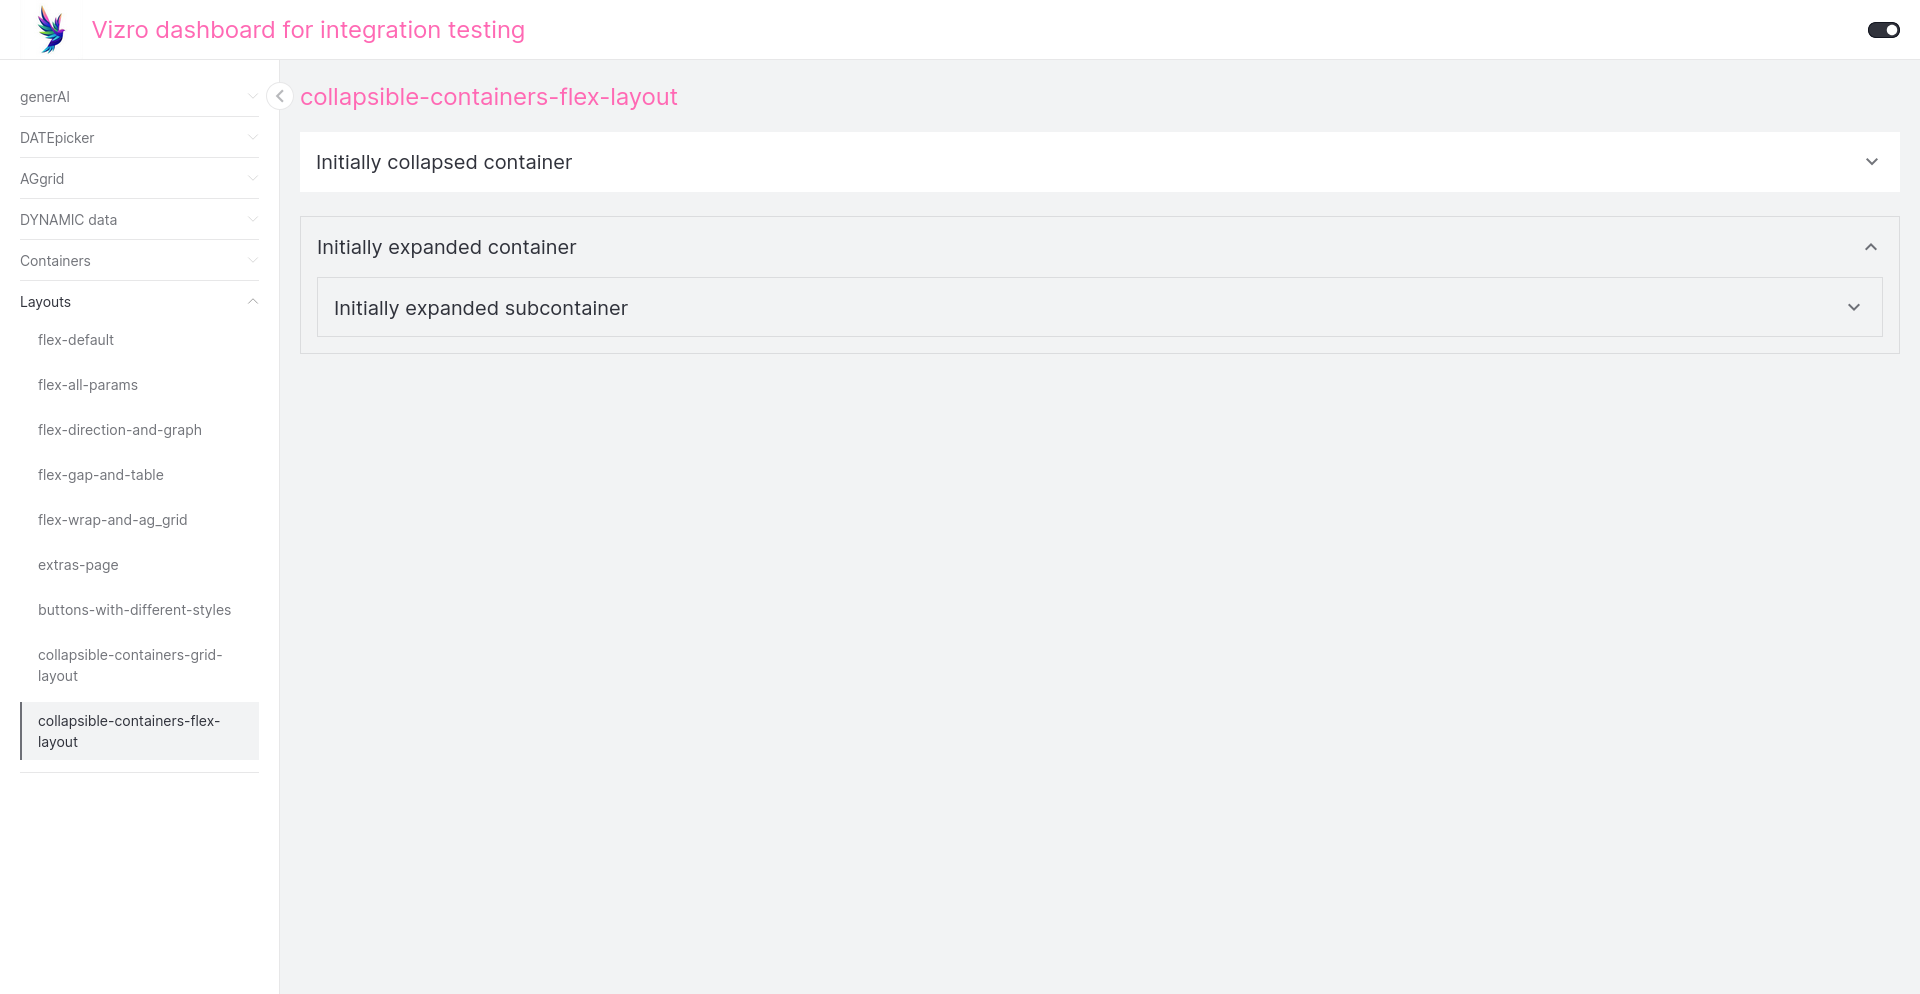 Vizro dashboard for integration testing
generAI
DATEpicker
AGgrid
DYNAMIC data
Containers
Layouts
flex-default
flex-all-params
flex-direction-and-graph
flex-gap-and-table
flex-wrap-and-ag_grid
extras-page
buttons-with-different-styles
collapsible-containers-grid-
layout
collapsible-containers-flex-
layout
collapsible-containers-flex-layout
Initially collapsed container
Initially expanded container
Initially expanded subcontainer